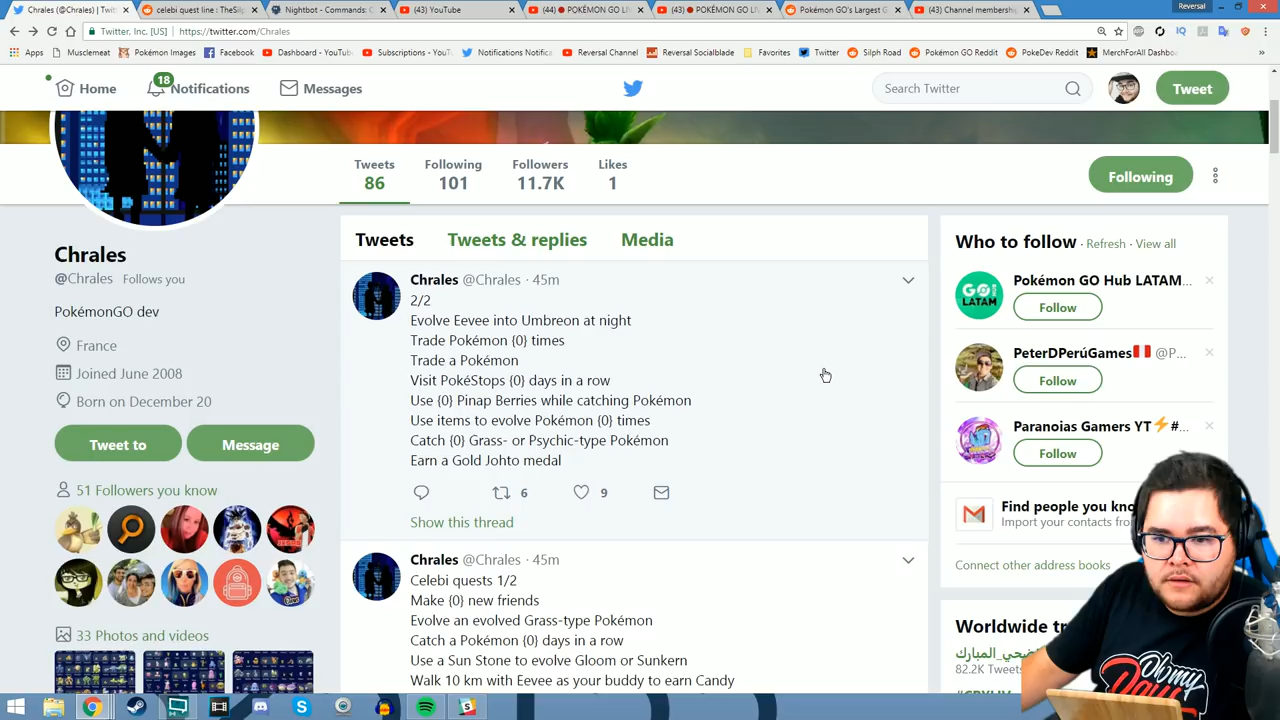 Chrales (@Chrales) | Twitt
celebi quest line : TheSilp
Nightbot - Commands: C
(43) YouTube
(44) POKÉMON GO LIV
(43) POKÉMON GO LIV
Pokémon GO's Largest G
(43) Channel membershi
Reversal
Twitter, Inc. [US] | https://twitter.com/Chrales
Apps Musclemeat Pokémon Images Facebook Dashboard - YouTub Subscriptions - YouT Notifications Notifica Reversal Channel Reversal Socialblade Favorites Twitter Silph Road Pokémon GO Reddit PokeDev Reddit MerchForAll Dashbo
Home 18 Notifications Messages Search Twitter Tweet
Tweets Following Followers Likes
86 101 11.7K 1
Following
Chrales
@Chrales Follows you
PokémonGO dev
France
Joined June 2008
Born on December 20
Tweet to Message
51 Followers you know
33 Photos and videos
Tweets Tweets & replies Media
Chrales @Chrales · 45m
2/2
Evolve Eevee into Umbreon at night
Trade Pokémon {0} times
Trade a Pokémon
Visit PokéStops {0} days in a row
Use {0} Pinap Berries while catching Pokémon
Use items to evolve Pokémon {0} times
Catch {0} Grass- or Psychic-type Pokémon
Earn a Gold Johto medal
6 9
Show this thread
Chrales @Chrales · 45m
Celebi quests 1/2
Make {0} new friends
Evolve an evolved Grass-type Pokémon
Catch a Pokémon {0} days in a row
Use a Sun Stone to evolve Gloom or Sunkern
Walk 10 km with Eevee as your buddy to earn Candy
Who to follow · Refresh · View all
Pokémon GO Hub LATAM...
Follow
PeterDPerúGames @P...
Follow
Paranoias Gamers YT⚡#...
Follow
Find people you kno
Import your contacts from
Connect other address books
Worldwide tr
82.2K Tweets
Oh my